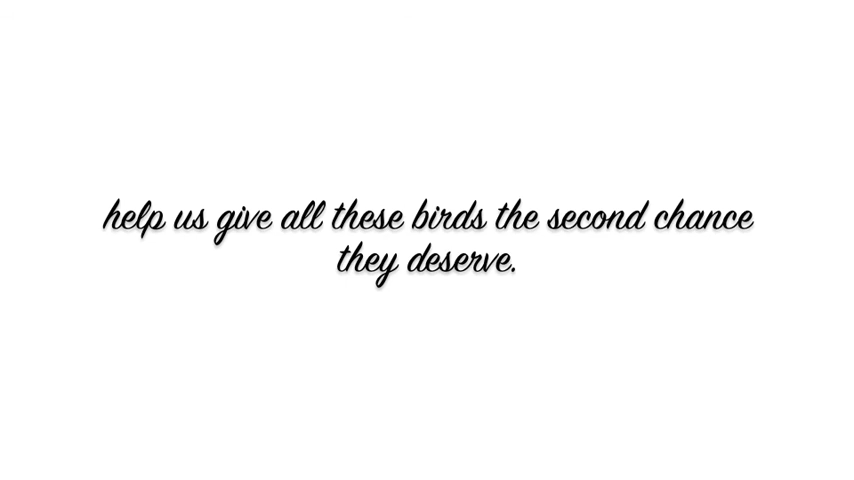 help us give all these birds the second chance
they deserve.